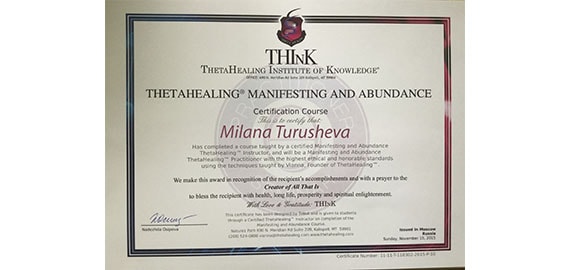 THInK
THETAHEALING INSTITUTE OF KNOWLEDGE®
THETAHEALING® MANIFESTING AND ABUNDANCE
Certification Course
This is to certify that
Milana Turusheva
Has completed a course taught by a certified Manifesting and Abundance
ThetaHealing™ Instructor, and will be a Manifesting and Abundance
ThetaHealing™ Practitioner with the highest ethical and honorable standards
using the techniques taught by Vianna, Founder of ThetaHealing™.
We make this award in recognition of the recipient's accomplishments and with a prayer to the
Creator of All That Is
to bless the recipient with health, long life, prosperity and spiritual enlightenment.
With Love & Gratitude THInK
This certificate has been designed by THInK and is given to students
through a Certified ThetaHealing™ Instructor on completion of the
Manifesting and Abundance Course.
Issued in Moscow
Russia
Sunday, November 15, 2015
Certificate Number: